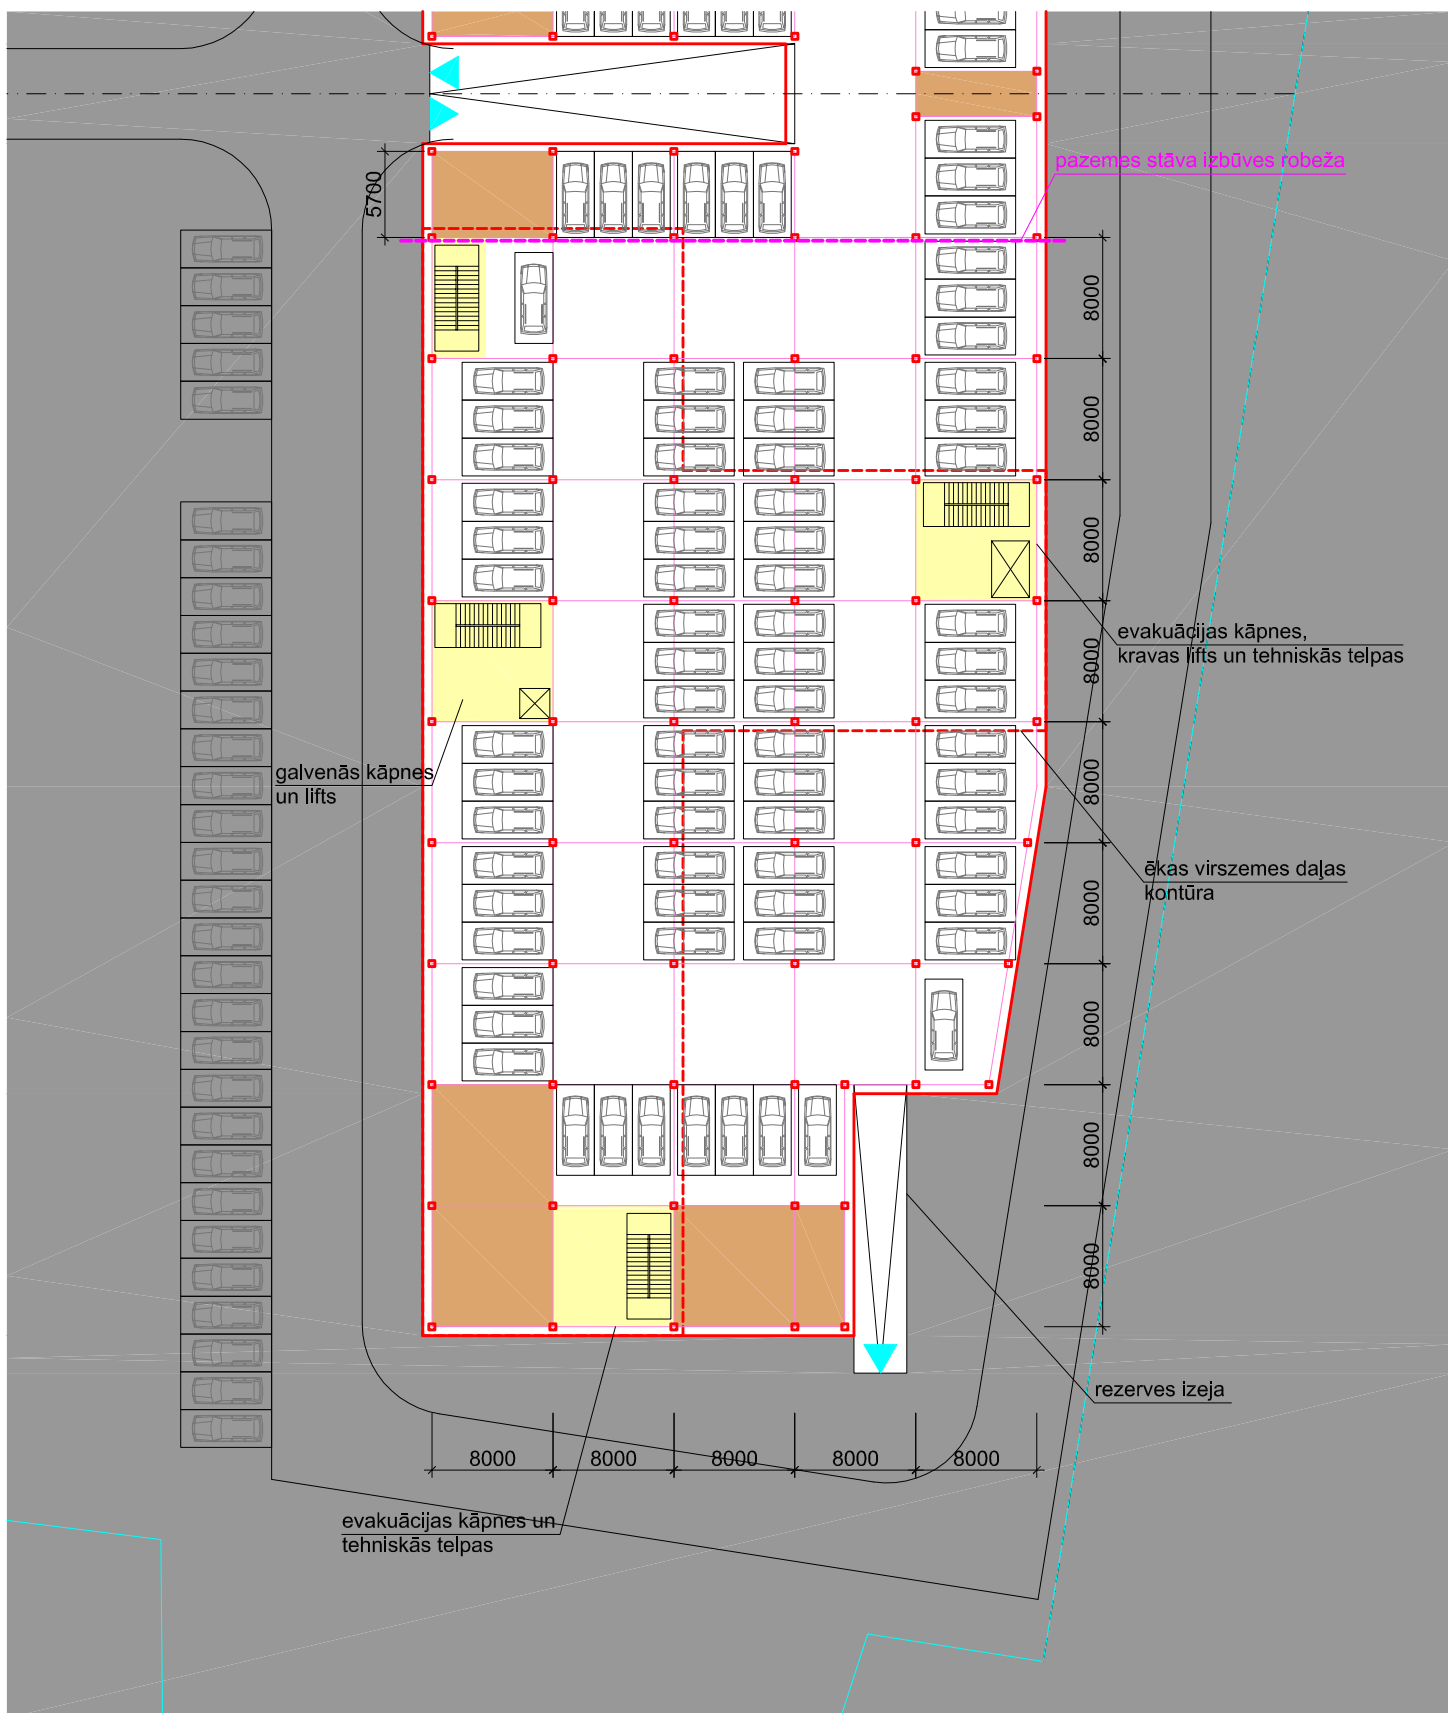 pazemes stāva izbūves robeža
5700
8000
8000
8000
evakuācijas kāpnes,
kravas lifts un tehniskās telpas
8000
galvenās kāpnes
un lifts
8000
ēkas virszemes daļas
kontūra
8000
8000
8000
8000
rezerves izeja
8000
8000
8000
8000
8000
evakuācijas kāpnes un
tehniskās telpas